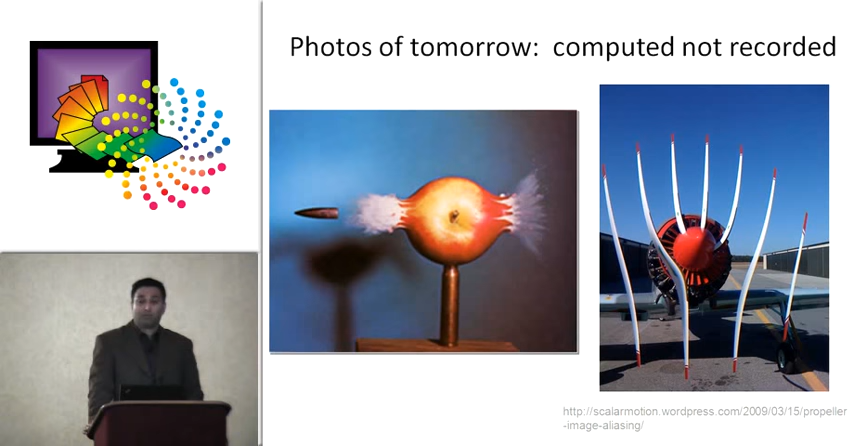 Photos of tomorrow:  computed not recorded
http://scalarmotion.wordpress.com/2009/03/15/propeller
-image-aliasing/